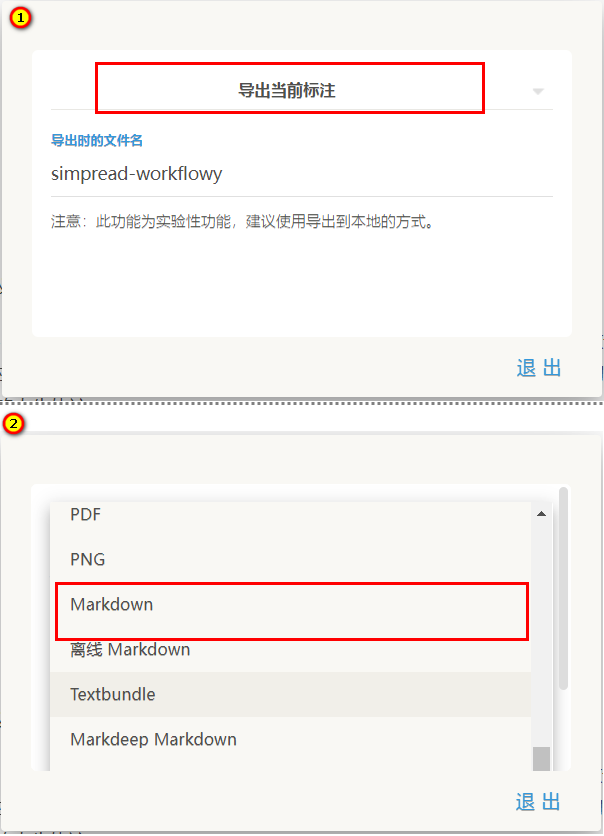 1
导出当前标注
导出时的文件名
simpread-workflowy
注意：此功能为实验性功能，建议使用导出到本地的方式。
退 出
2
PDF
PNG
Markdown
离线 Markdown
Textbundle
Markdeep Markdown
退 出